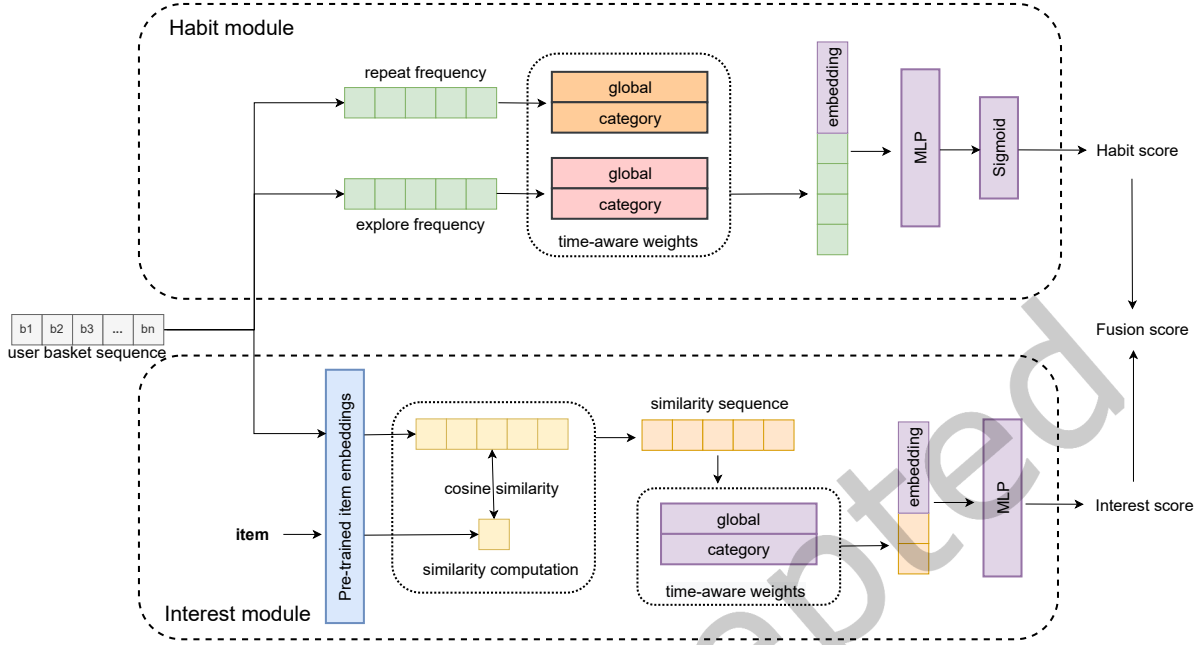 Habit module
repeat frequency
global
category
global
category
explore frequency
time-aware weights
embedding
MLP
Sigmoid
Habit score
b1 b2 b3 ... bn
user basket sequence
Fusion score
Pre-trained item embeddings
cosine similarity
item
similarity computation
similarity sequence
global
category
time-aware weights
embedding
MLP
Interest score
Interest module